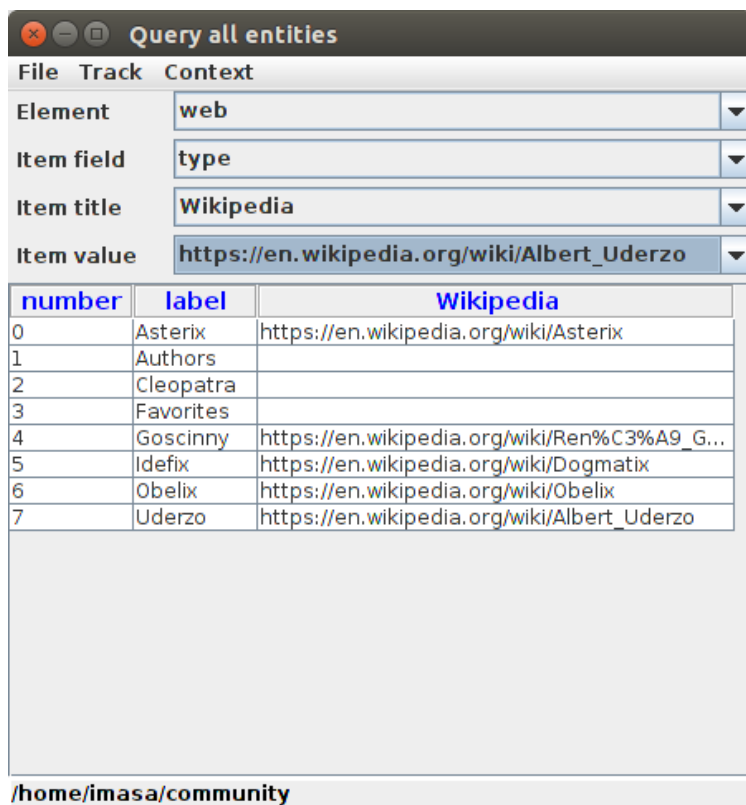 Query all entities
File Track Context
Element web
Item field type
Item title Wikipedia
Item value https://en.wikipedia.org/wiki/Albert_Uderzo
number label Wikipedia
0 Asterix https://en.wikipedia.org/wiki/Asterix
1 Authors
2 Cleopatra
3 Favorites
4 Goscinny https://en.wikipedia.org/wiki/Ren%C3%A9_G...
5 Idefix https://en.wikipedia.org/wiki/Dogmatix
6 Obelix https://en.wikipedia.org/wiki/Obelix
7 Uderzo https://en.wikipedia.org/wiki/Albert_Uderzo
/home/imasa/community